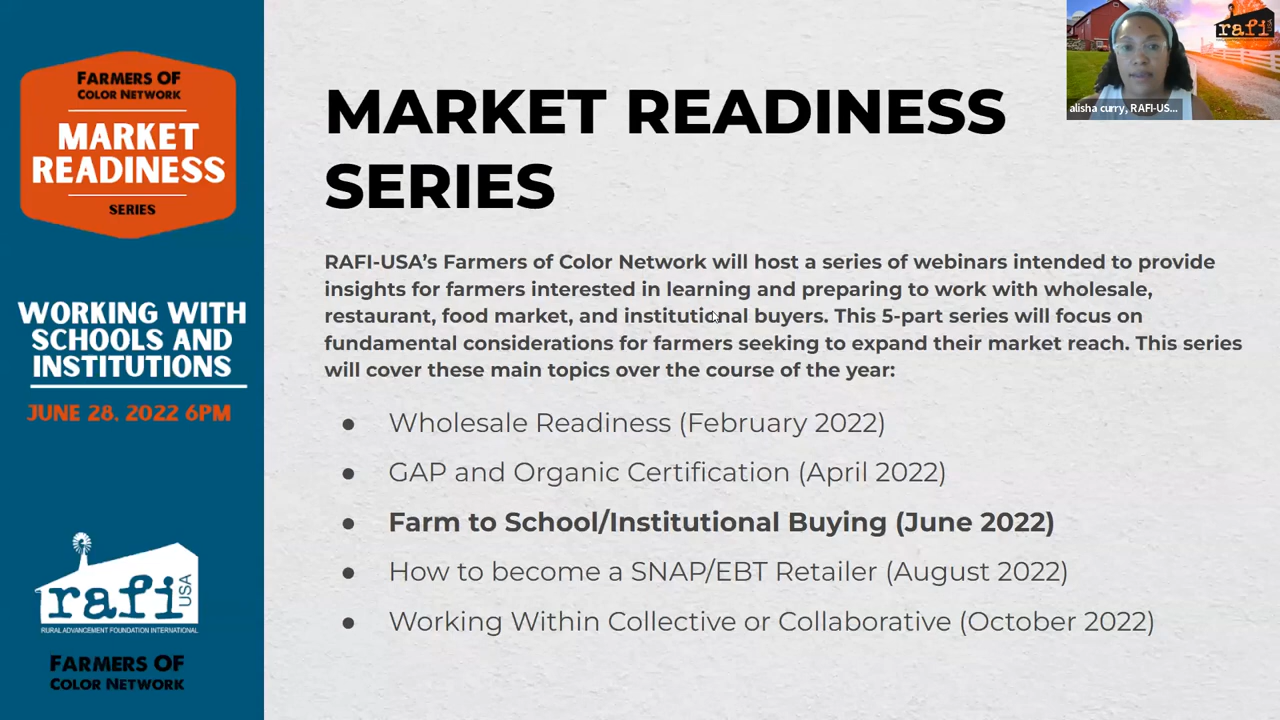 FARMERS OF
COLOR NETWORK
MARKET
READINESS
SERIES
WORKING WITH
SCHOOLS AND
INSTITUTIONS
JUNE 28. 2022 6PM
rafi
USA
RURAL ADVANCEMENT FOUNDATION INTERNATIONAL
FARMERS OF
COLOR NETWORK
MARKET READINESS
SERIES
RAFI-USA’s Farmers of Color Network will host a series of webinars intended to provide
insights for farmers interested in learning and preparing to work with wholesale,
restaurant, food market, and institutional buyers. This 5-part series will focus on
fundamental considerations for farmers seeking to expand their market reach. This series
will cover these main topics over the course of the year:
● Wholesale Readiness (February 2022)
● GAP and Organic Certification (April 2022)
● Farm to School/Institutional Buying (June 2022)
● How to become a SNAP/EBT Retailer (August 2022)
● Working Within Collective or Collaborative (October 2022)
rafi
USA
alisha curry, RAFI-US...